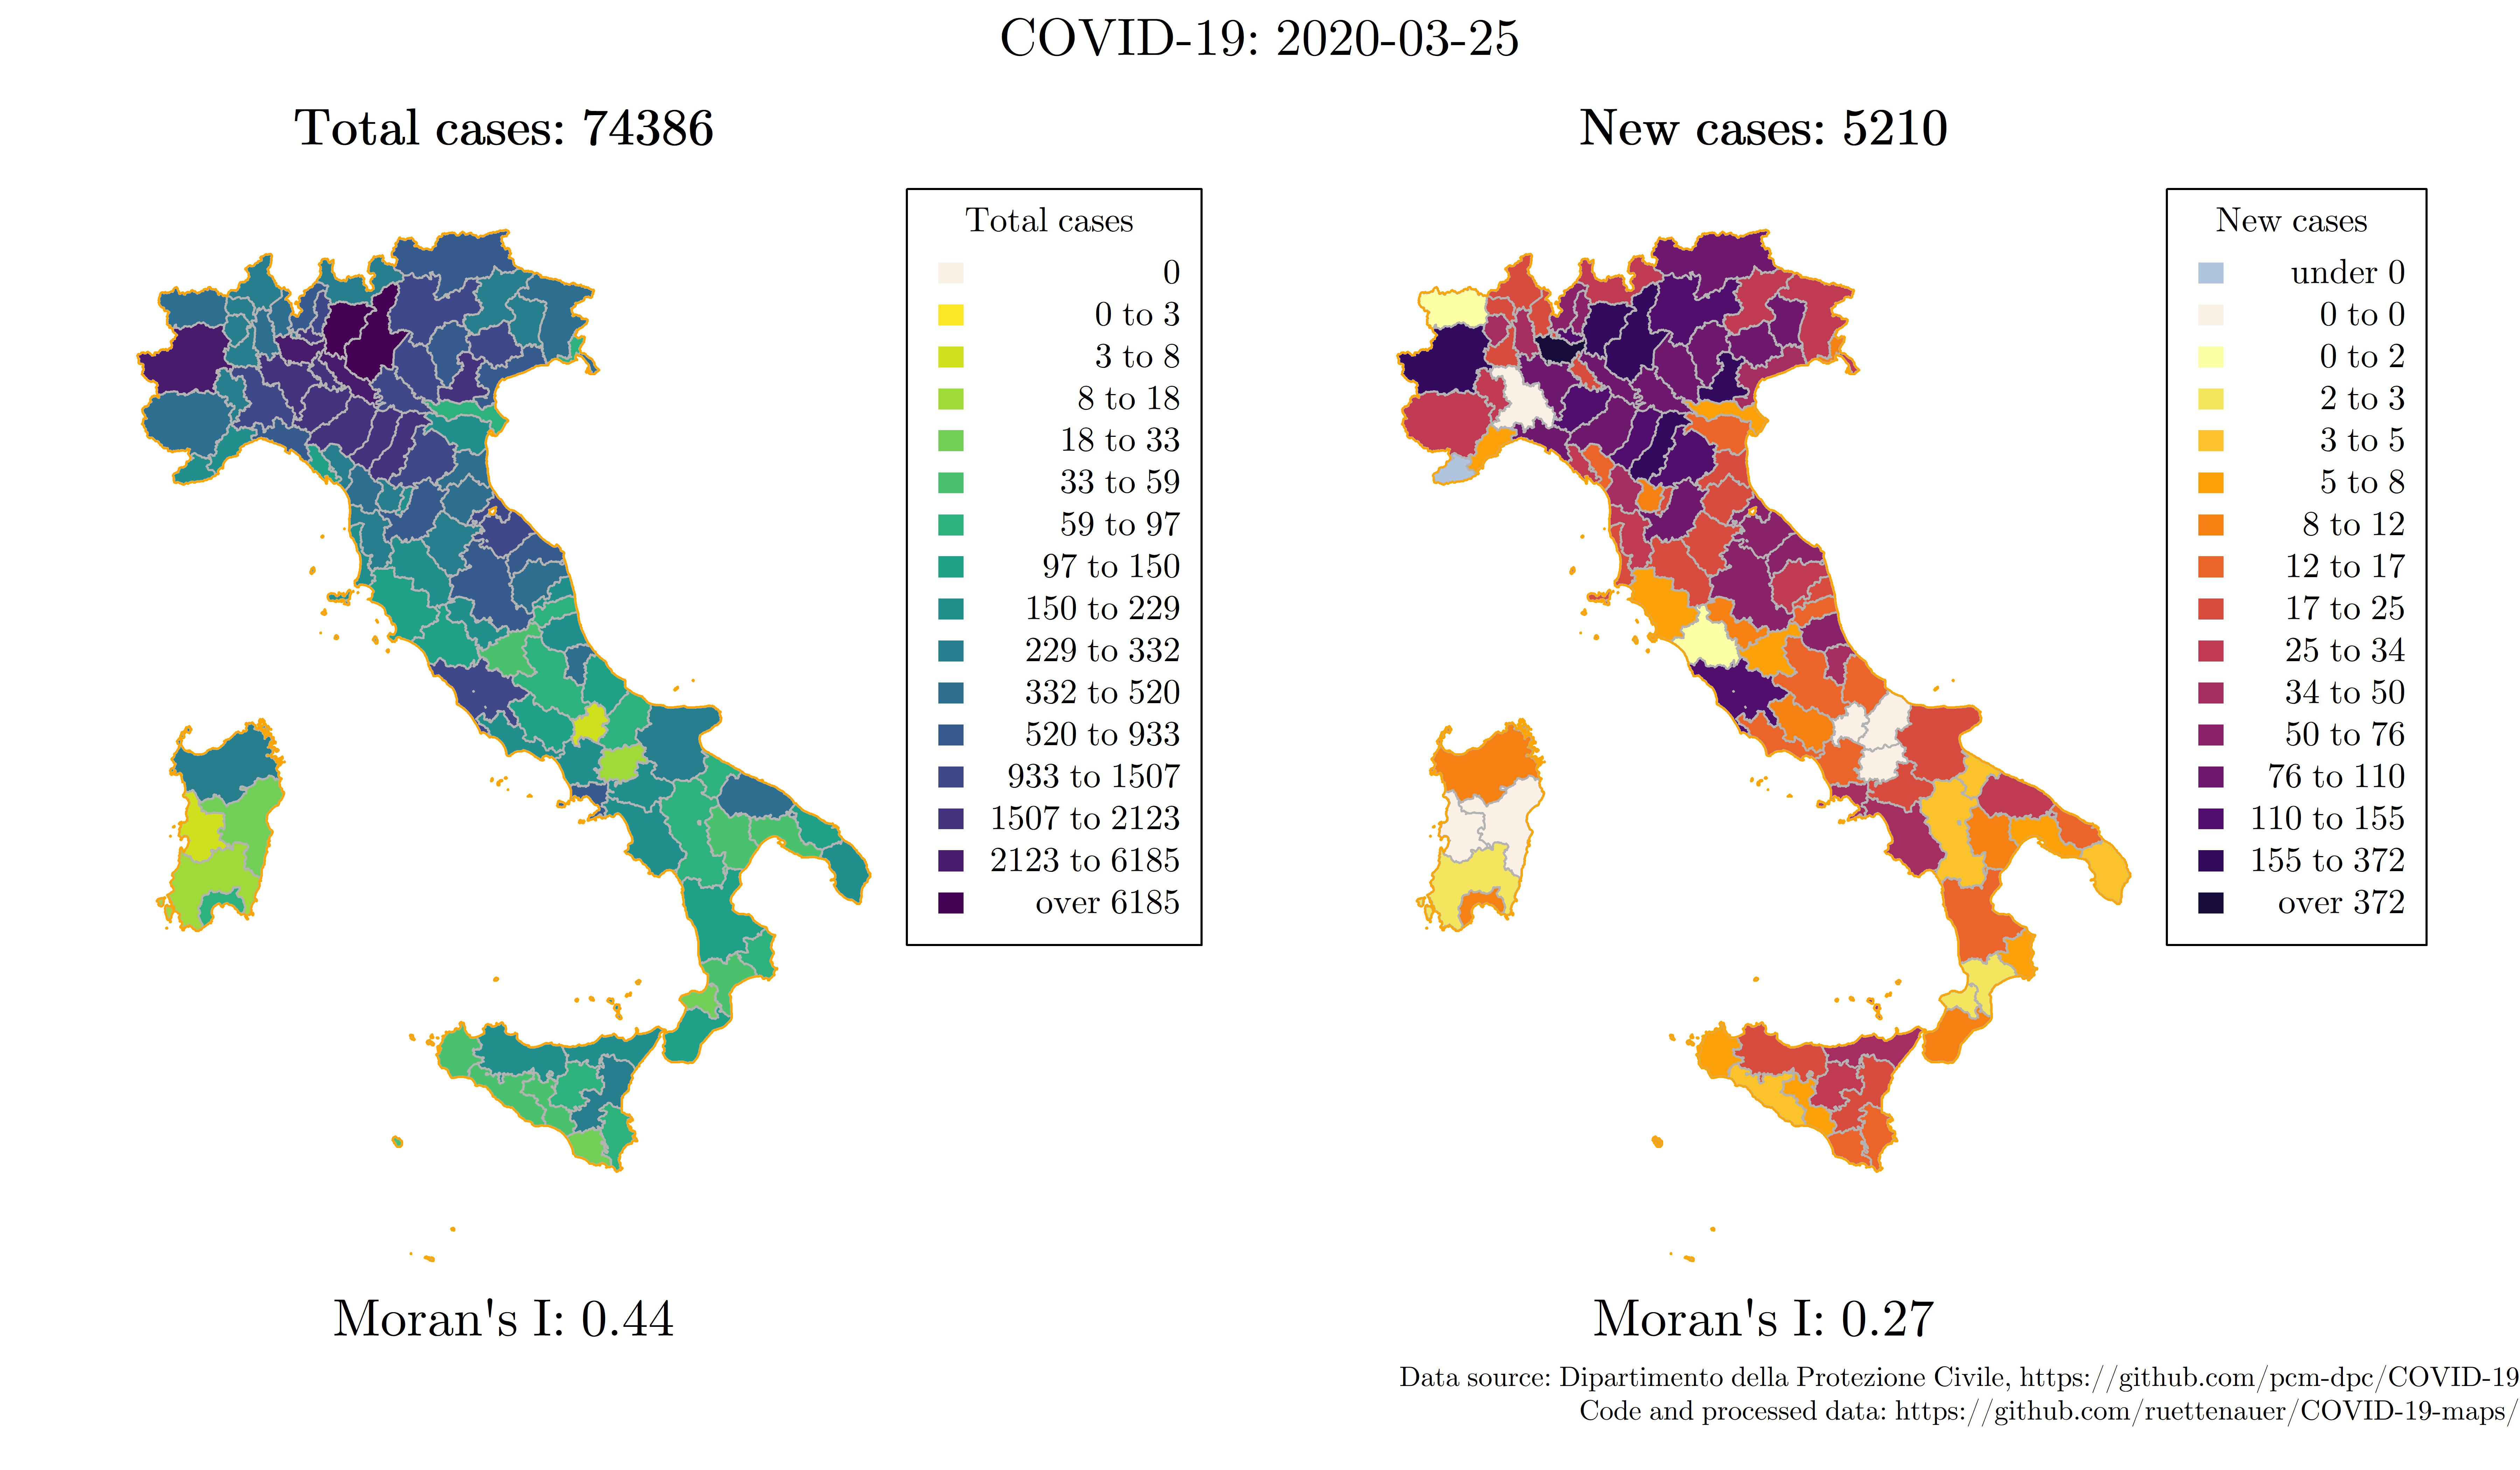 COVID-19: 2020-03-25
Total cases: 74386
Total cases
0
0 to 3
3 to 8
8 to 18
18 to 33
33 to 59
59 to 97
97 to 150
150 to 229
229 to 332
332 to 520
520 to 933
933 to 1507
1507 to 2123
2123 to 6185
over 6185
Moran's I: 0.44
New cases: 5210
New cases
under 0
0 to 0
0 to 2
2 to 3
3 to 5
5 to 8
8 to 12
12 to 17
17 to 25
25 to 34
34 to 50
50 to 76
76 to 110
110 to 155
155 to 372
over 372
Moran's I: 0.27
Data source: Dipartimento della Protezione Civile, https://github.com/pcm-dpc/COVID-19
Code and processed data: https://github.com/ruettenauer/COVID-19-maps/